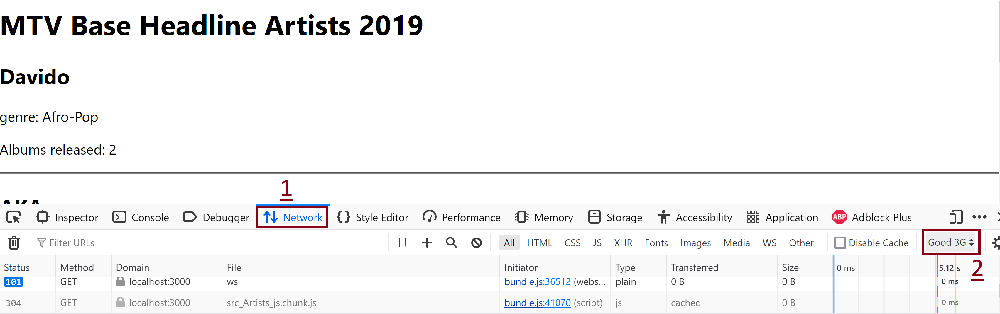 MTV Base Headline Artists 2019
Davido
genre: Afro-Pop
Albums released: 2
AKA
1
Inspector Console Debugger Network Style Editor Performance Memory Storage Accessibility Application ABP Adblock Plus
Filter URLs All HTML CSS JS XHR Fonts Images Media WS Other Disable Cache Good 3G
Status Method Domain File Initiator Type Transferred Size 0 ms 5.12 s 2
101 GET localhost:3000 ws bundle.js:36512 (webs... plain 0 B 0 B 0 ms
304 GET localhost:3000 src_Artists_js.chunk.js bundle.js:41070 (script) js cached 0 B 0 ms